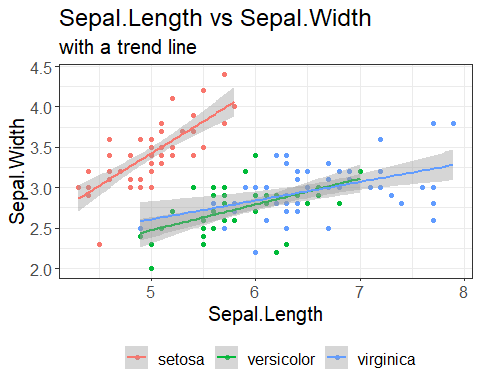 Sepal.Length vs Sepal.Width
with a trend line
4.5
4.0
3.5
3.0
2.5
2.0
Sepal.Width
5 6 7 8
Sepal.Length
setosa versicolor virginica